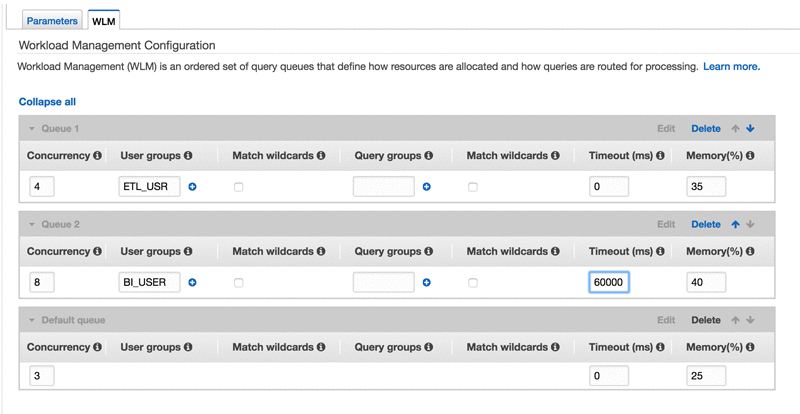 Parameters WLM
Workload Management Configuration
Workload Management (WLM) is an ordered set of query queues that define how resources are allocated and how queries are routed for processing. Learn more.
Collapse all
Queue 1 Edit Delete
Concurrency User groups Match wildcards Query groups Match wildcards Timeout (ms) Memory(%)
4 ETL_USR 0 35
Queue 2 Edit Delete
Concurrency User groups Match wildcards Query groups Match wildcards Timeout (ms) Memory(%)
8 BI_USER 60000 40
Default queue Edit Delete
Concurrency User groups Match wildcards Query groups Match wildcards Timeout (ms) Memory(%)
3 0 25